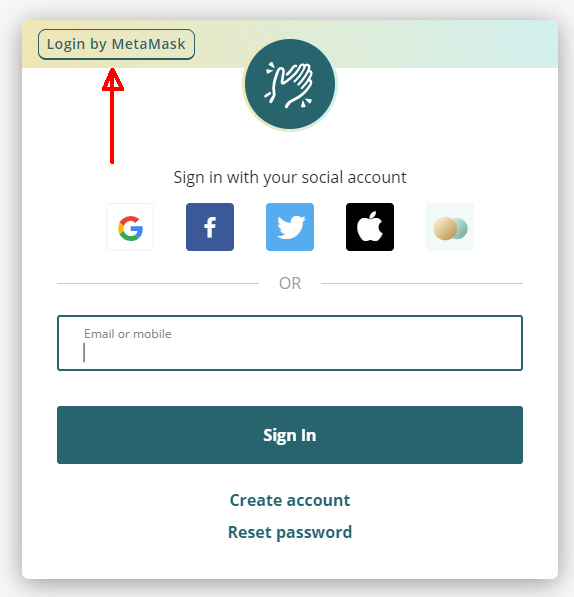 Login by MetaMask
Sign in with your social account
OR
Email or mobile
Sign In
Create account
Reset password